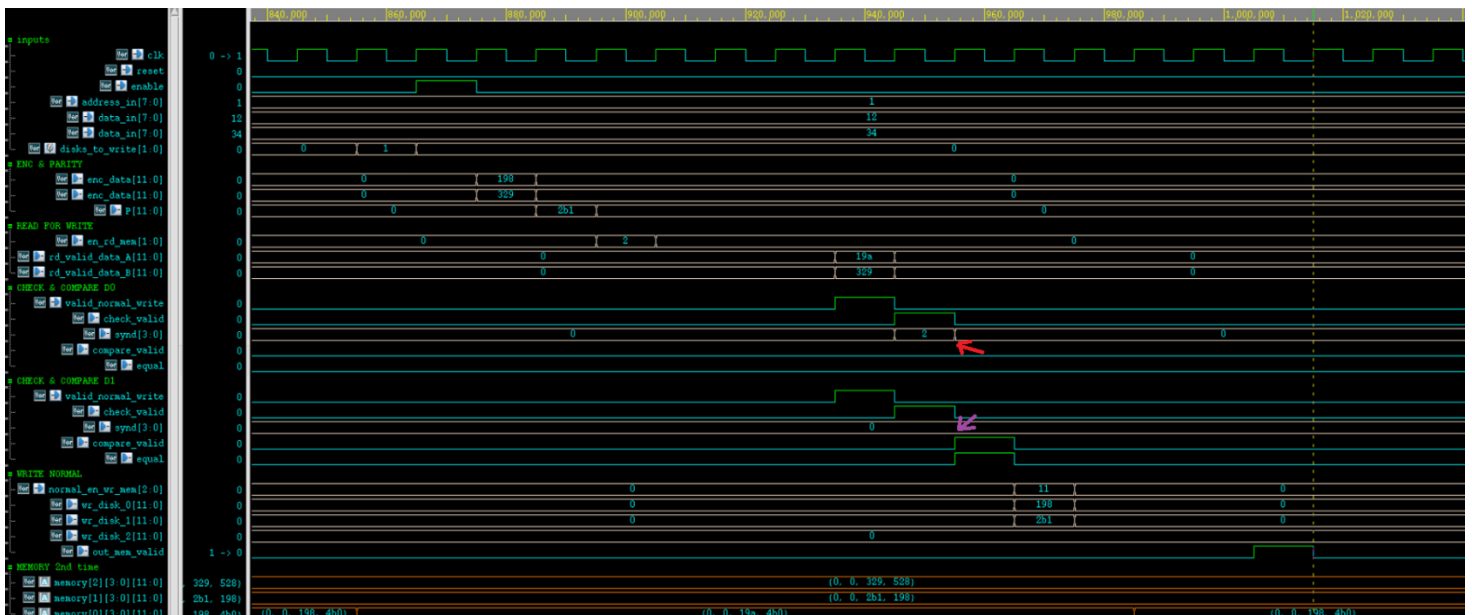 840,000 860,000 880,000 900,000 920,000 940,000 960,000 980,000 1,000,000 1,020,000
inputs
clk 0 -> 1
reset 0
enable 0
address_in[7:0] 1 1
data_in[7:0] 12 12
data_in[7:0] 34 34
disks_to_write[1:0] 0 0 1 0
ENC & PARITY
enc_data[11:0] 0 0 198 0
enc_data[11:0] 0 0 329 0
P[11:0] 0 0 2b1 0
READ FOR WRITE
en_rd_mem[1:0] 0 0 2 0
rd_valid_data_A[11:0] 0 0 19a 0
rd_valid_data_B[11:0] 0 0 329 0
CHECK & COMPARE D0
valid_normal_write 0
check_valid 0
synd[3:0] 0 0 2 0
compare_valid 0
equal 0
CHECK & COMPARE D1
valid_normal_write 0
check_valid 0
synd[3:0] 0 0
compare_valid 0
equal 0
WRITE NORMAL
normal_en_wr_mem[2:0] 0 0 11 0
wr_disk_0[11:0] 0 0 198 0
wr_disk_1[11:0] 0 0 2b1 0
wr_disk_2[11:0] 0 0
out_mem_valid 1 -> 0
MEMORY 2nd time
memory[2][3:0][11:0] , 329, 528) (0, 0, 329, 528)
memory[1][3:0][11:0] 2b1, 198) (0, 0, 2b1, 198)
memory[0][3:0][11:0] 198, 4b0) (0, 0, 198, 4b0) (0, 0, 19a, 4b0) (0, 0, 198, 4b0)